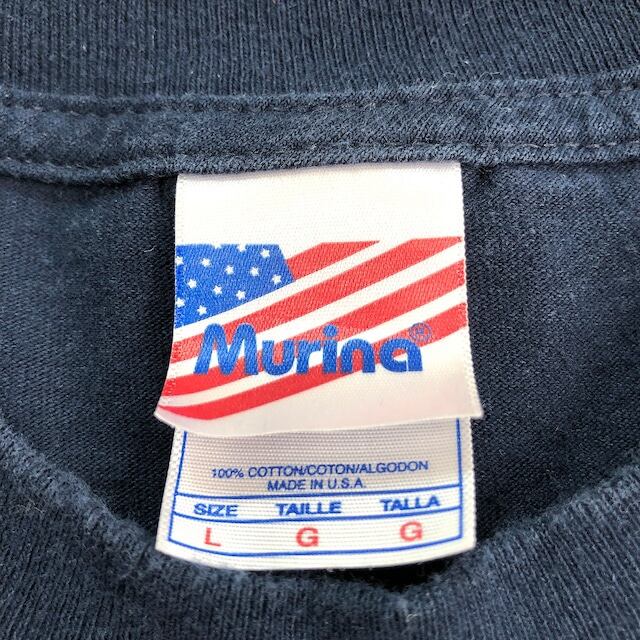 Murina®
100% COTTON/COTON/ALGODON
MADE IN U.S.A.
SIZE TAILLE TALLA
L G G